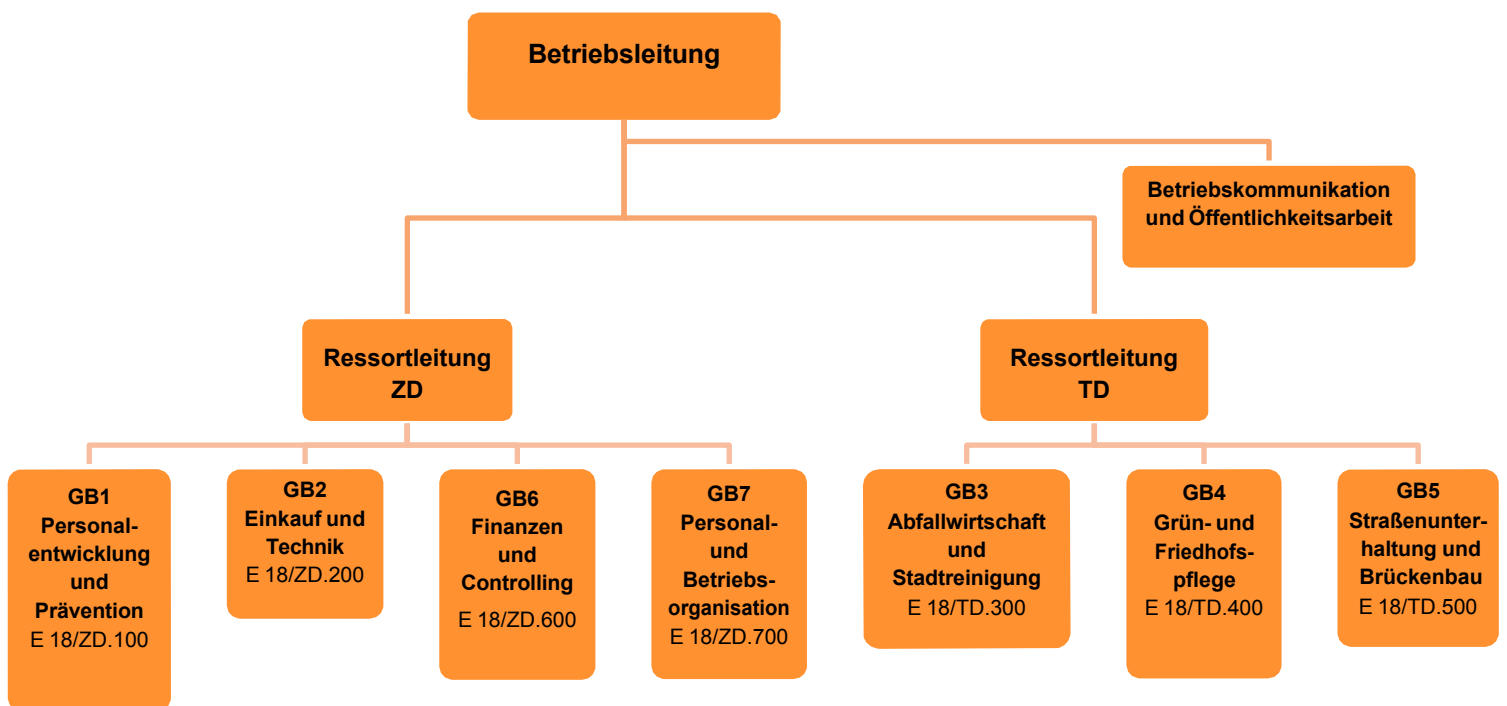 Betriebsleitung
Betriebskommunikation
und Öffentlichkeitsarbeit
Ressortleitung
ZD
Ressortleitung
TD
GB1
Personal-
entwicklung
und
Prävention
E 18/ZD.100
GB2
Einkauf und
Technik
E 18/ZD.200
GB6
Finanzen
und
Controlling
E 18/ZD.600
GB7
Personal-
und
Betriebs-
organisation
E 18/ZD.700
GB3
Abfallwirtschaft
und
Stadtreinigung
E 18/TD.300
GB4
Grün- und
Friedhofs-
pflege
E 18/TD.400
GB5
Straßenunter-
haltung und
Brückenbau
E 18/TD.500